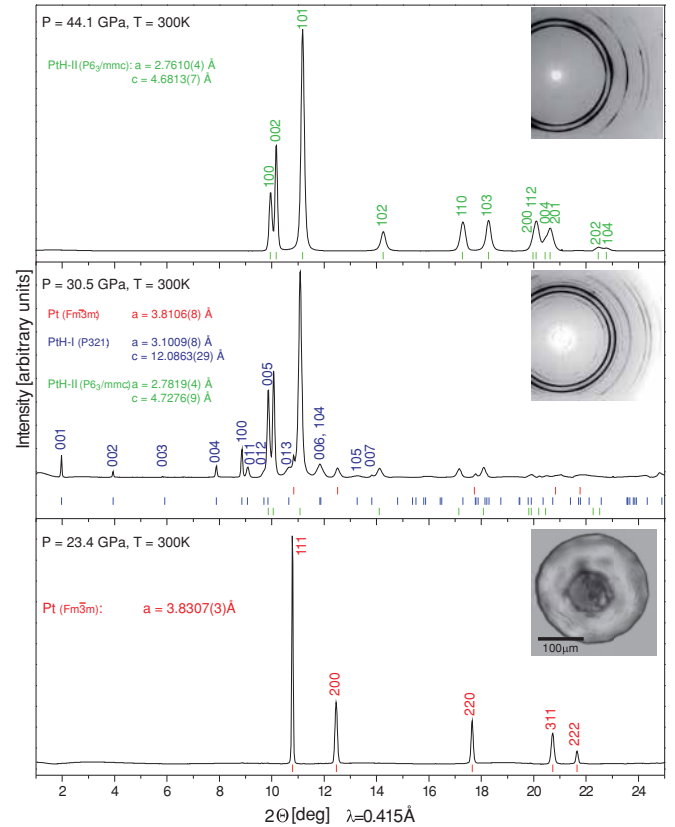 P = 44.1 GPa, T = 300K
PtH-II (P6₃/mmc): a = 2.7610(4) Å
c = 4.6813(7) Å
100
002
101
102
110
103
200 112
004
201
202
104
P = 30.5 GPa, T = 300K
Pt (Fm3̅m) a = 3.8106(8) Å
PtH-I (P321) a = 3.1009(8) Å
c = 12.0863(29) Å
PtH-II(P6₃/mmc) a = 2.7819(4) Å
c = 4.7276(9) Å
001
002
003
004
100
011
012
005
013
006, 104
105
007
P = 23.4 GPa, T = 300K
Pt (Fm3̅m): a = 3.8307(3)Å
111
200
220
311
222
100μm
Intensity [arbitrary units]
2 4 6 8 10 12 14 16 18 20 22 24
2Θ [deg] λ=0.415Å